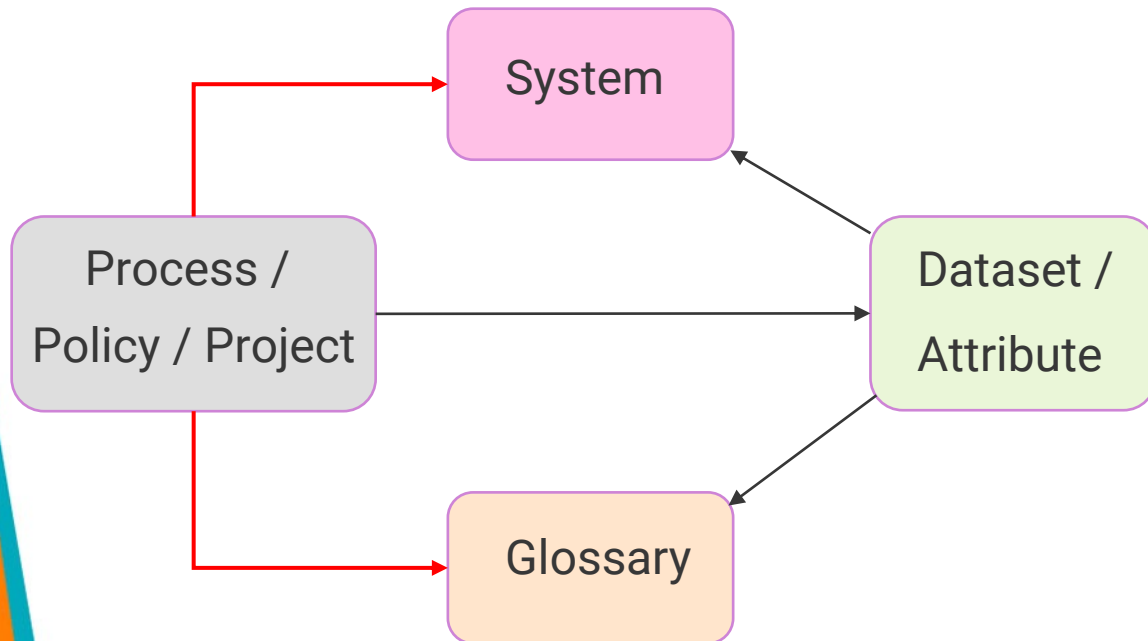 System
Process /
Policy / Project
Dataset /
Attribute
Glossary